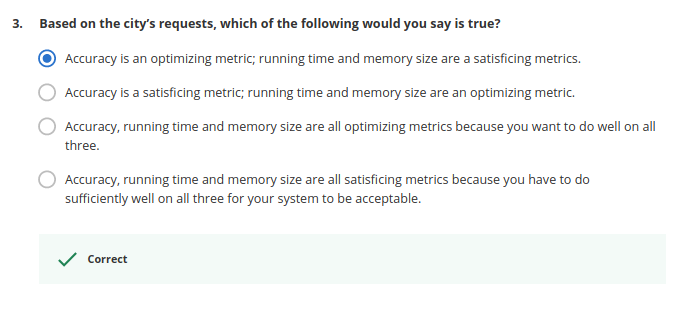 3. Based on the city's requests, which of the following would you say is true?
Accuracy is an optimizing metric; running time and memory size are a satisficing metrics.
Accuracy is a satisficing metric; running time and memory size are an optimizing metric.
Accuracy, running time and memory size are all optimizing metrics because you want to do well on all
three.
Accuracy, running time and memory size are all satisficing metrics because you have to do
sufficiently well on all three for your system to be acceptable.
Correct